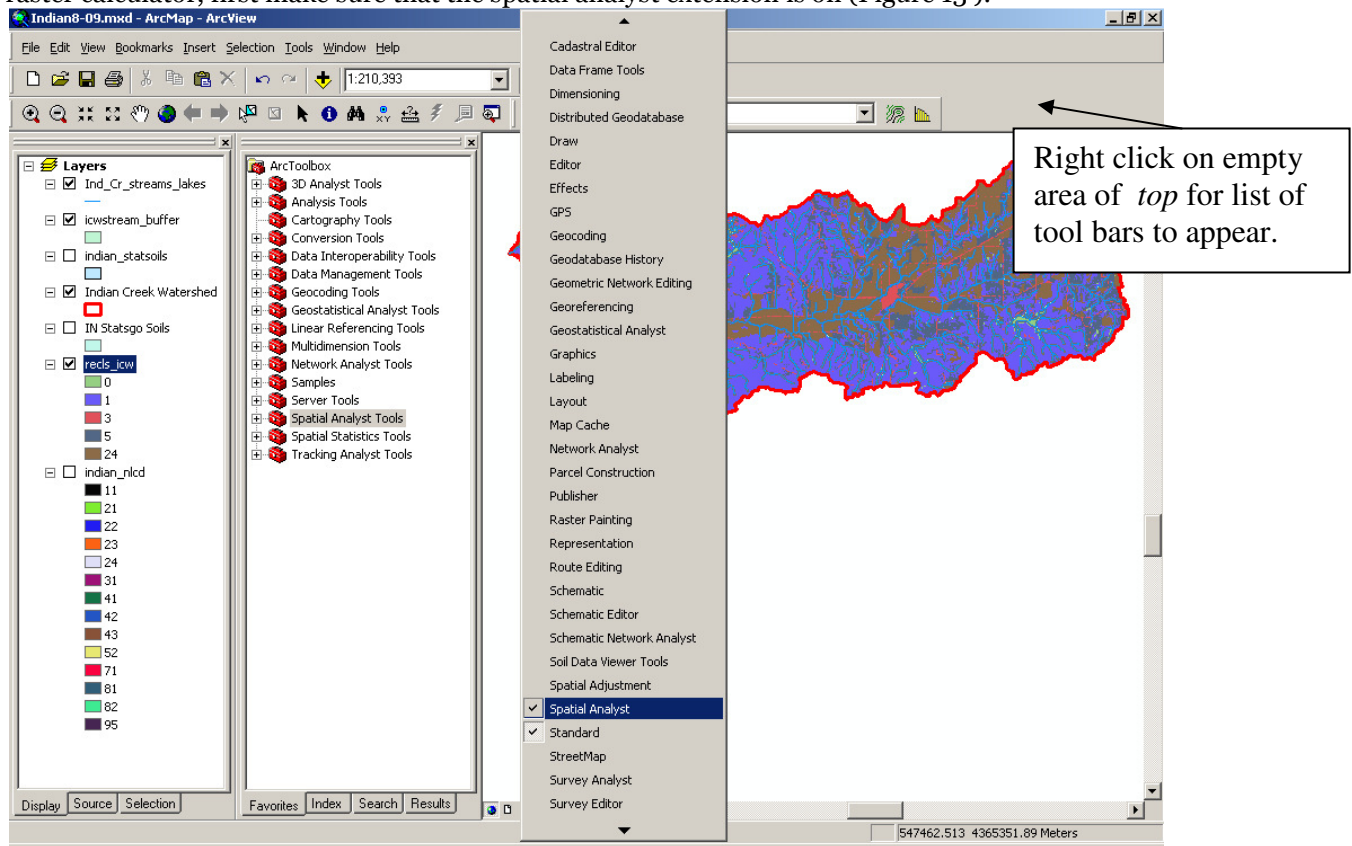 raster calculator, first make sure that the spatial analyst extension is on (Figure 15 ).
Indian8-09.mxd - ArcMap - ArcView
File Edit View Bookmarks Insert Selection Tools Window Help
1:210,393
Layers
Ind_Cr_streams_lakes
icwstream_buffer
indian_statsoils
Indian Creek Watershed
IN Statsgo Soils
recls_icw
0
1
3
5
24
indian_nlcd
11
21
22
23
24
31
41
42
43
52
71
81
82
95
Display Source Selection
ArcToolbox
3D Analyst Tools
Analysis Tools
Cartography Tools
Conversion Tools
Data Interoperability Tools
Data Management Tools
Geocoding Tools
Geostatistical Analyst Tools
Linear Referencing Tools
Multidimension Tools
Network Analyst Tools
Samples
Server Tools
Spatial Analyst Tools
Spatial Statistics Tools
Tracking Analyst Tools
Favorites Index Search Results
Cadastral Editor
Data Frame Tools
Dimensioning
Distributed Geodatabase
Draw
Editor
Effects
GPS
Geocoding
Geodatabase History
Geometric Network Editing
Georeferencing
Geostatistical Analyst
Graphics
Labeling
Layout
Map Cache
Network Analyst
Parcel Construction
Publisher
Raster Painting
Representation
Route Editing
Schematic
Schematic Editor
Schematic Network Analyst
Soil Data Viewer Tools
Spatial Adjustment
Spatial Analyst
Standard
StreetMap
Survey Analyst
Survey Editor
Right click on empty
area of top for list of
tool bars to appear.
547462.513 4365351.89 Meters